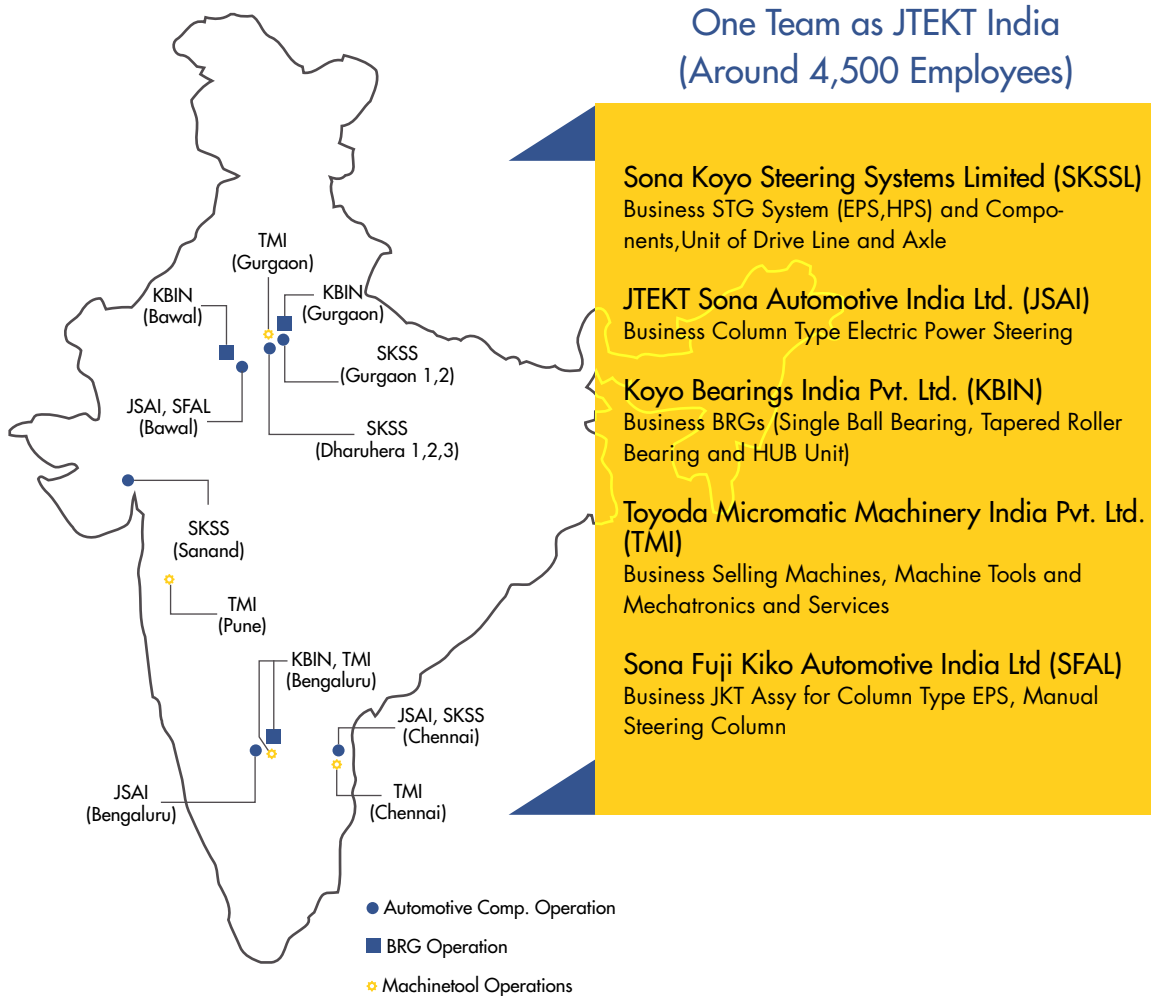 One Team as JTEKT India
(Around 4,500 Employees)
Sona Koyo Steering Systems Limited (SKSSL)
Business STG System (EPS,HPS) and Compo-
nents,Unit of Drive Line and Axle
JTEKT Sona Automotive India Ltd. (JSAI)
Business Column Type Electric Power Steering
Koyo Bearings India Pvt. Ltd. (KBIN)
Business BRGs (Single Ball Bearing, Tapered Roller
Bearing and HUB Unit)
Toyoda Micromatic Machinery India Pvt. Ltd.
(TMI)
Business Selling Machines, Machine Tools and
Mechatronics and Services
Sona Fuji Kiko Automotive India Ltd (SFAL)
Business JKT Assy for Column Type EPS, Manual
Steering Column
TMI
(Gurgaon)
KBIN
(Bawal)
KBIN
(Gurgaon)
SKSS
(Gurgaon 1,2)
JSAI, SFAL
(Bawal)
SKSS
(Dharuhera 1,2,3)
SKSS
(Sanand)
TMI
(Pune)
KBIN, TMI
(Bengaluru)
JSAI, SKSS
(Chennai)
JSAI
(Bengaluru)
TMI
(Chennai)
Automotive Comp. Operation
BRG Operation
Machinetool Operations